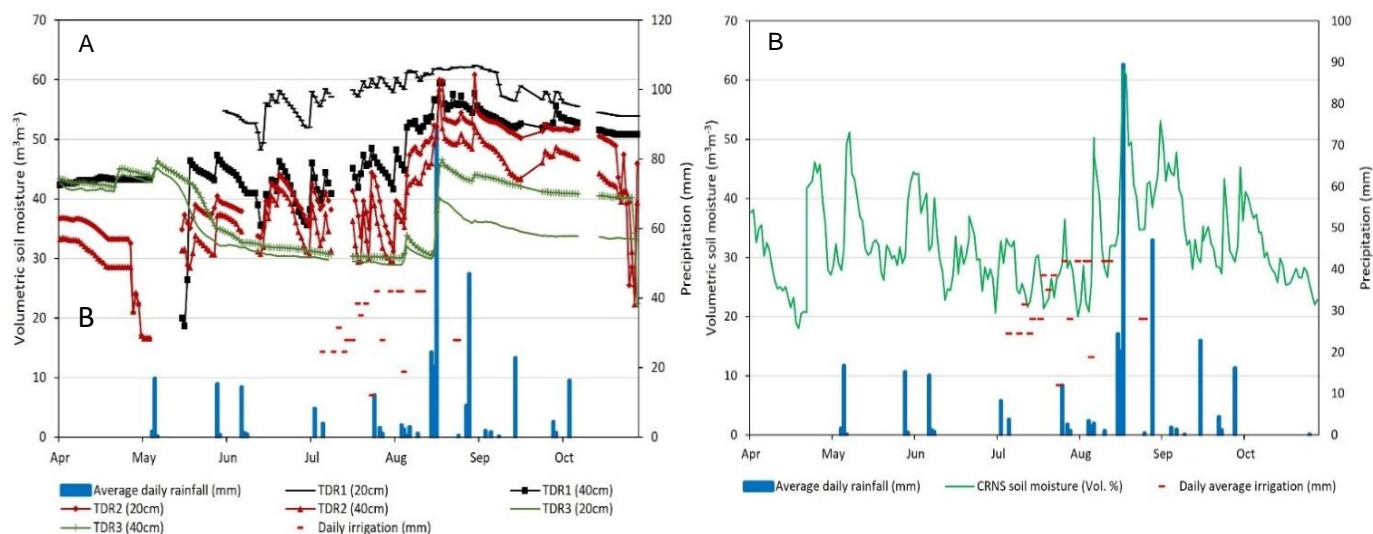 A
B
Volumetric soil moisture (m³m⁻³)
70
60
50
40
30
20
10
0
Precipitation (mm)
120
100
80
60
40
20
0
Apr May Jun Jul Aug Sep Oct
Average daily rainfall (mm) TDR1 (20cm) TDR1 (40cm)
TDR2 (20cm) TDR2 (40cm) TDR3 (20cm)
TDR3 (40cm) Daily irrigation (mm)
B
Volumetric soil moisture (m³m⁻³)
70
60
50
40
30
20
10
0
Precipitation (mm)
100
90
80
70
60
50
40
30
20
10
0
Apr May Jun Jul Aug Sep Oct
Average daily rainfall (mm) CRNS soil moisture (Vol. %) Daily average irrigation (mm)